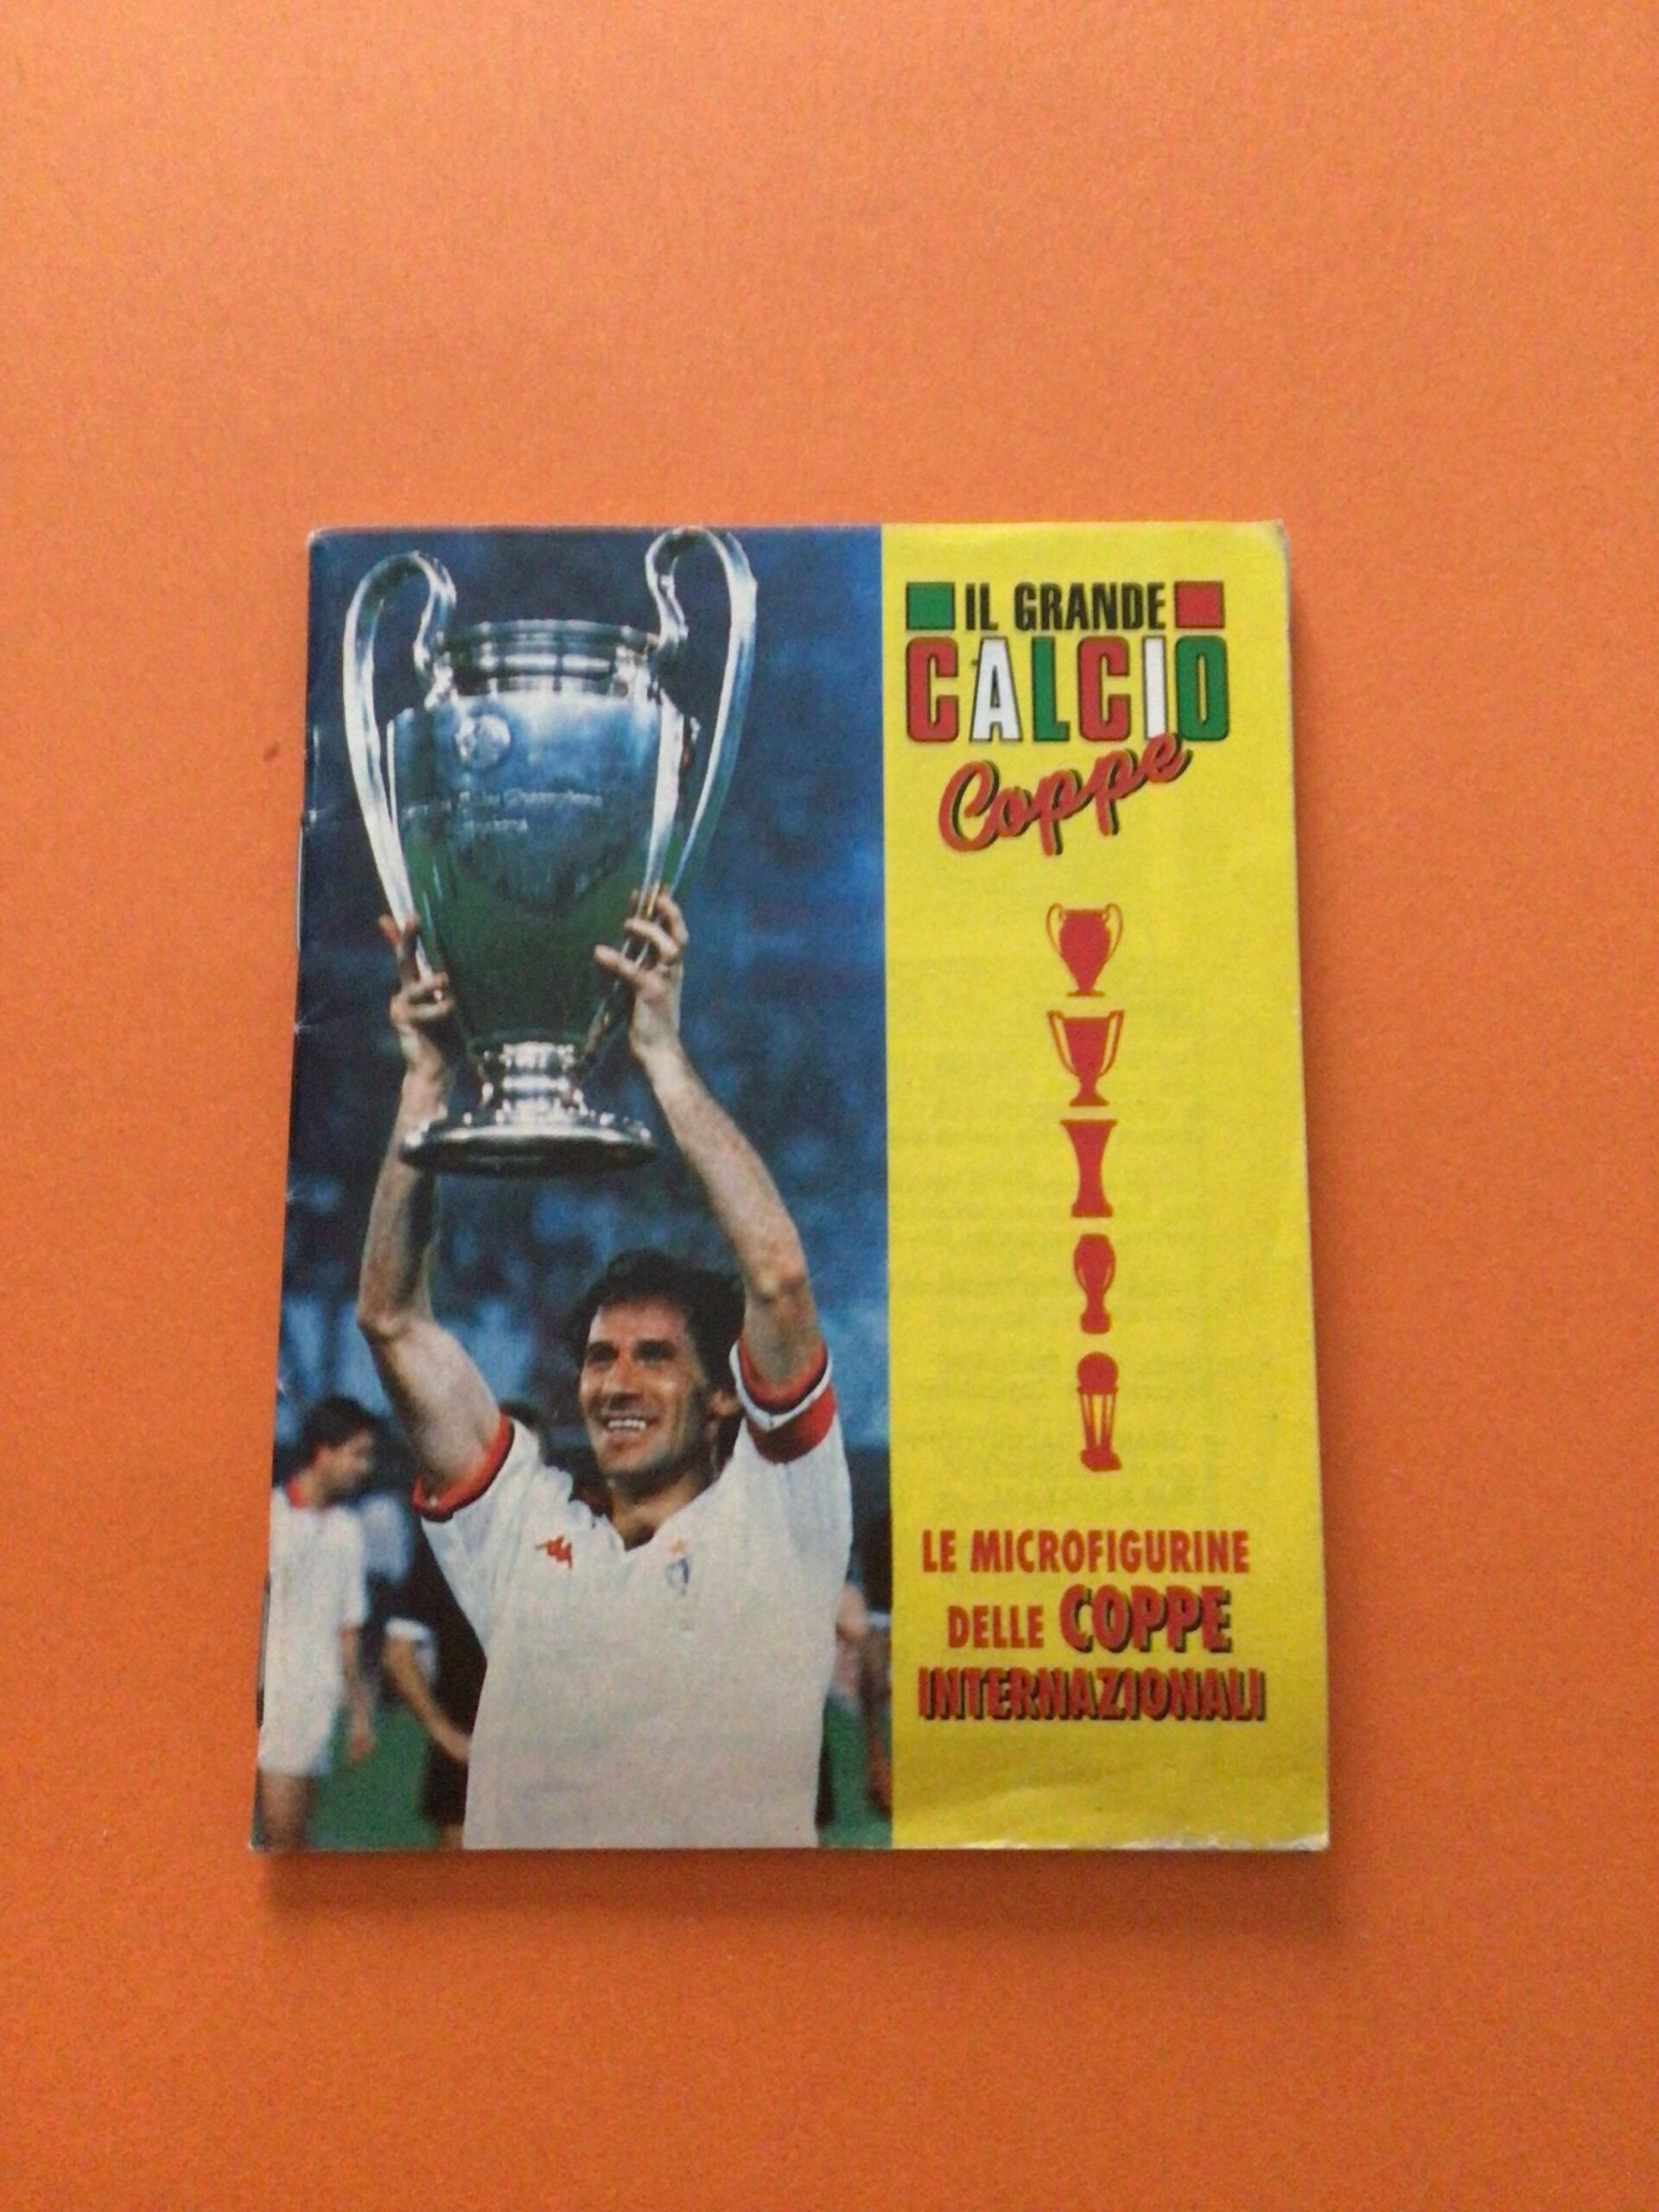 IL GRANDE
CALCIO
Coppe
LE MICROFIGURINE
DELLE COPPE
INTERNAZIONALI